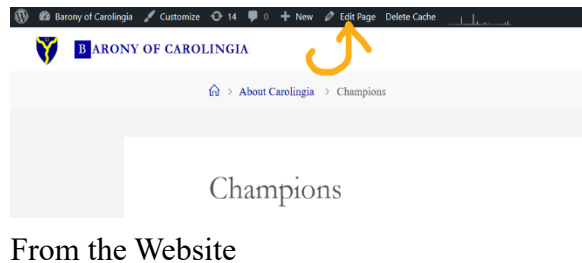 Barony of Carolingia Customize 14 0 New Edit Page Delete Cache
BARONY OF CAROLINGIA
> About Carolingia > Champions
Champions
From the Website